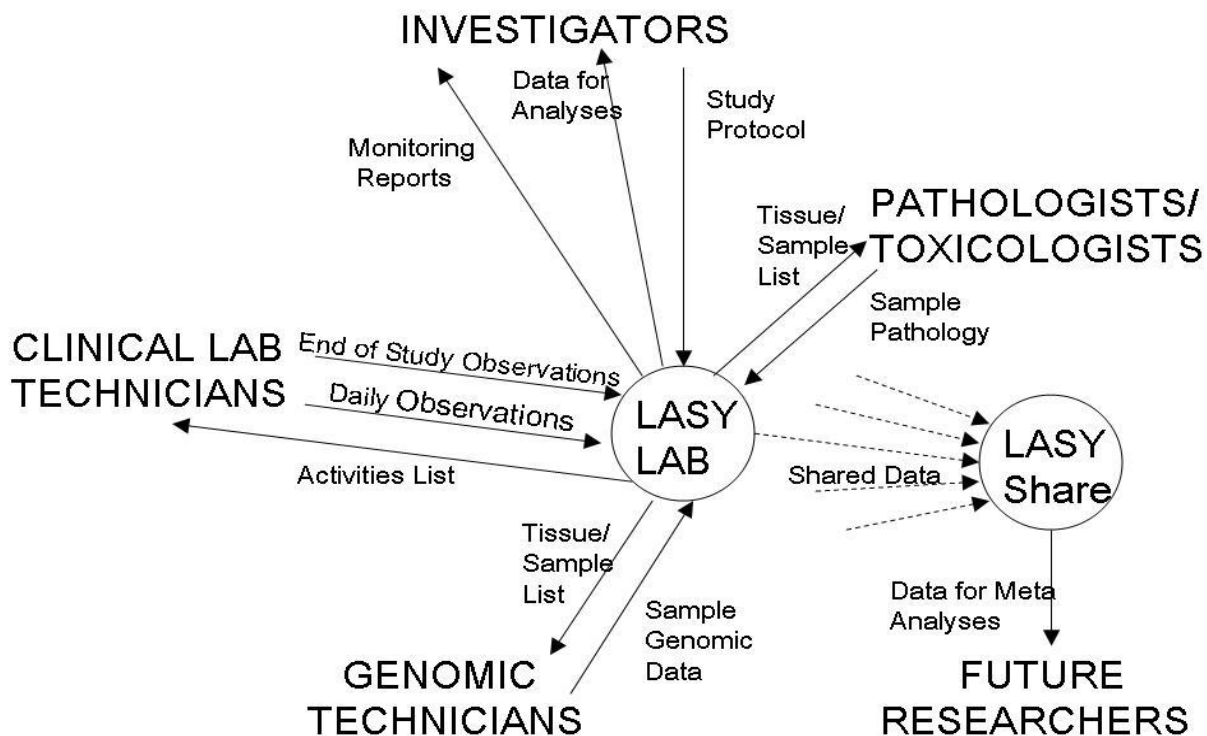 INVESTIGATORS
Data for
Analyses
Study
Protocol
Monitoring
Reports
PATHOLOGISTS/
TOXICOLOGISTS
Tissue/
Sample
List
Sample
Pathology
CLINICAL LAB
TECHNICIANS
End of Study Observations
Daily Observations
Activities List
LASY
LAB
Shared Data
LASY
Share
Tissue/
Sample
List
Sample
Genomic
Data
Data for Meta
Analyses
GENOMIC
TECHNICIANS
FUTURE
RESEARCHERS